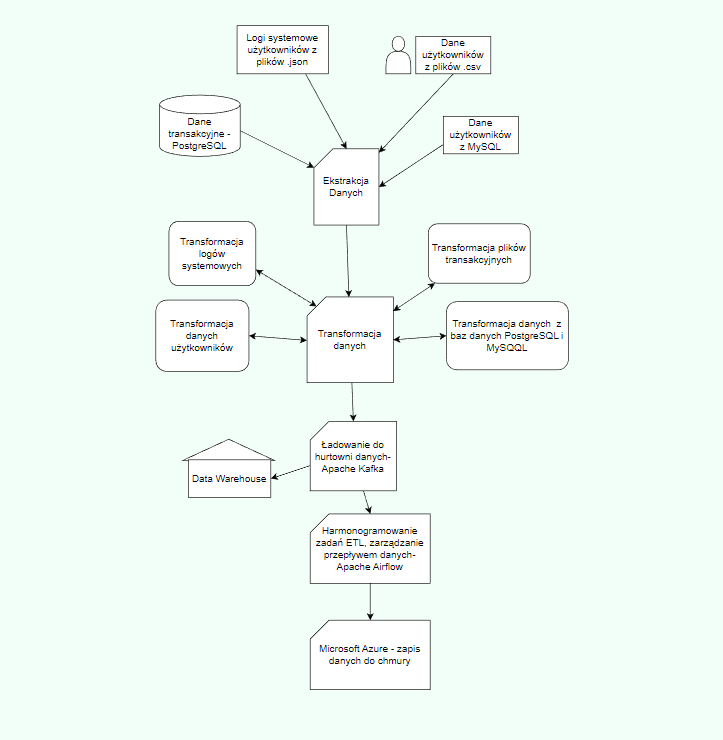 Logi systemowe
użytkowników z
plików .json
Dane
użytkowników
z plików .csv
Dane
transakcyjne -
PostgreSQL
Dane
użytkowników
z MySQL
Ekstrakcja
Danych
Transformacja
logów
systemowych
Transformacja plików
transakcyjnych
Transformacja
danych
użytkowników
Transformacja
danych
Transformacja danych z
baz danych PostgreSQL i
MySQQL
Ładowanie do
hurtowni danych-
Apache Kafka
Data Warehouse
Harmonogramowanie
zadań ETL, zarządzanie
przepływem danych-
Apache Airflow
Microsoft Azure - zapis
danych do chmury